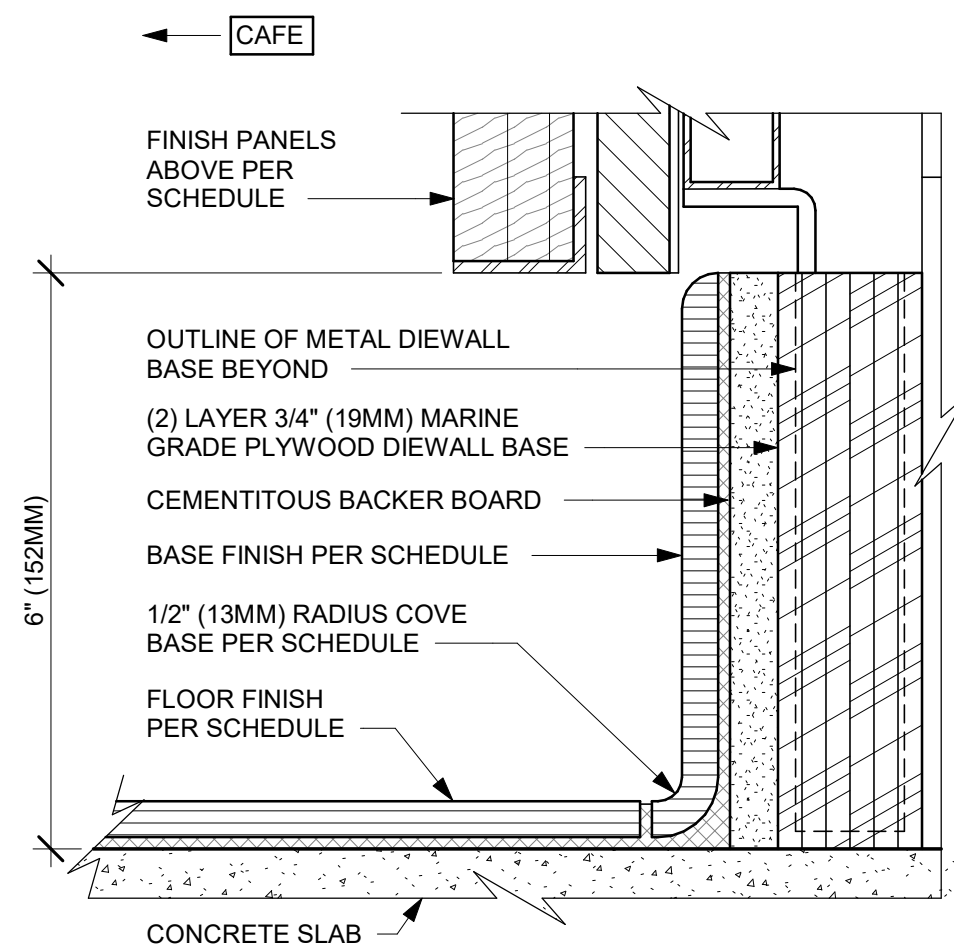 CAFE
FINISH PANELS
ABOVE PER
SCHEDULE
OUTLINE OF METAL DIEWALL
BASE BEYOND
(2) LAYER 3/4" (19MM) MARINE
GRADE PLYWOOD DIEWALL BASE
CEMENTITOUS BACKER BOARD
BASE FINISH PER SCHEDULE
1/2" (13MM) RADIUS COVE
BASE PER SCHEDULE
FLOOR FINISH
PER SCHEDULE
6" (152MM)
CONCRETE SLAB